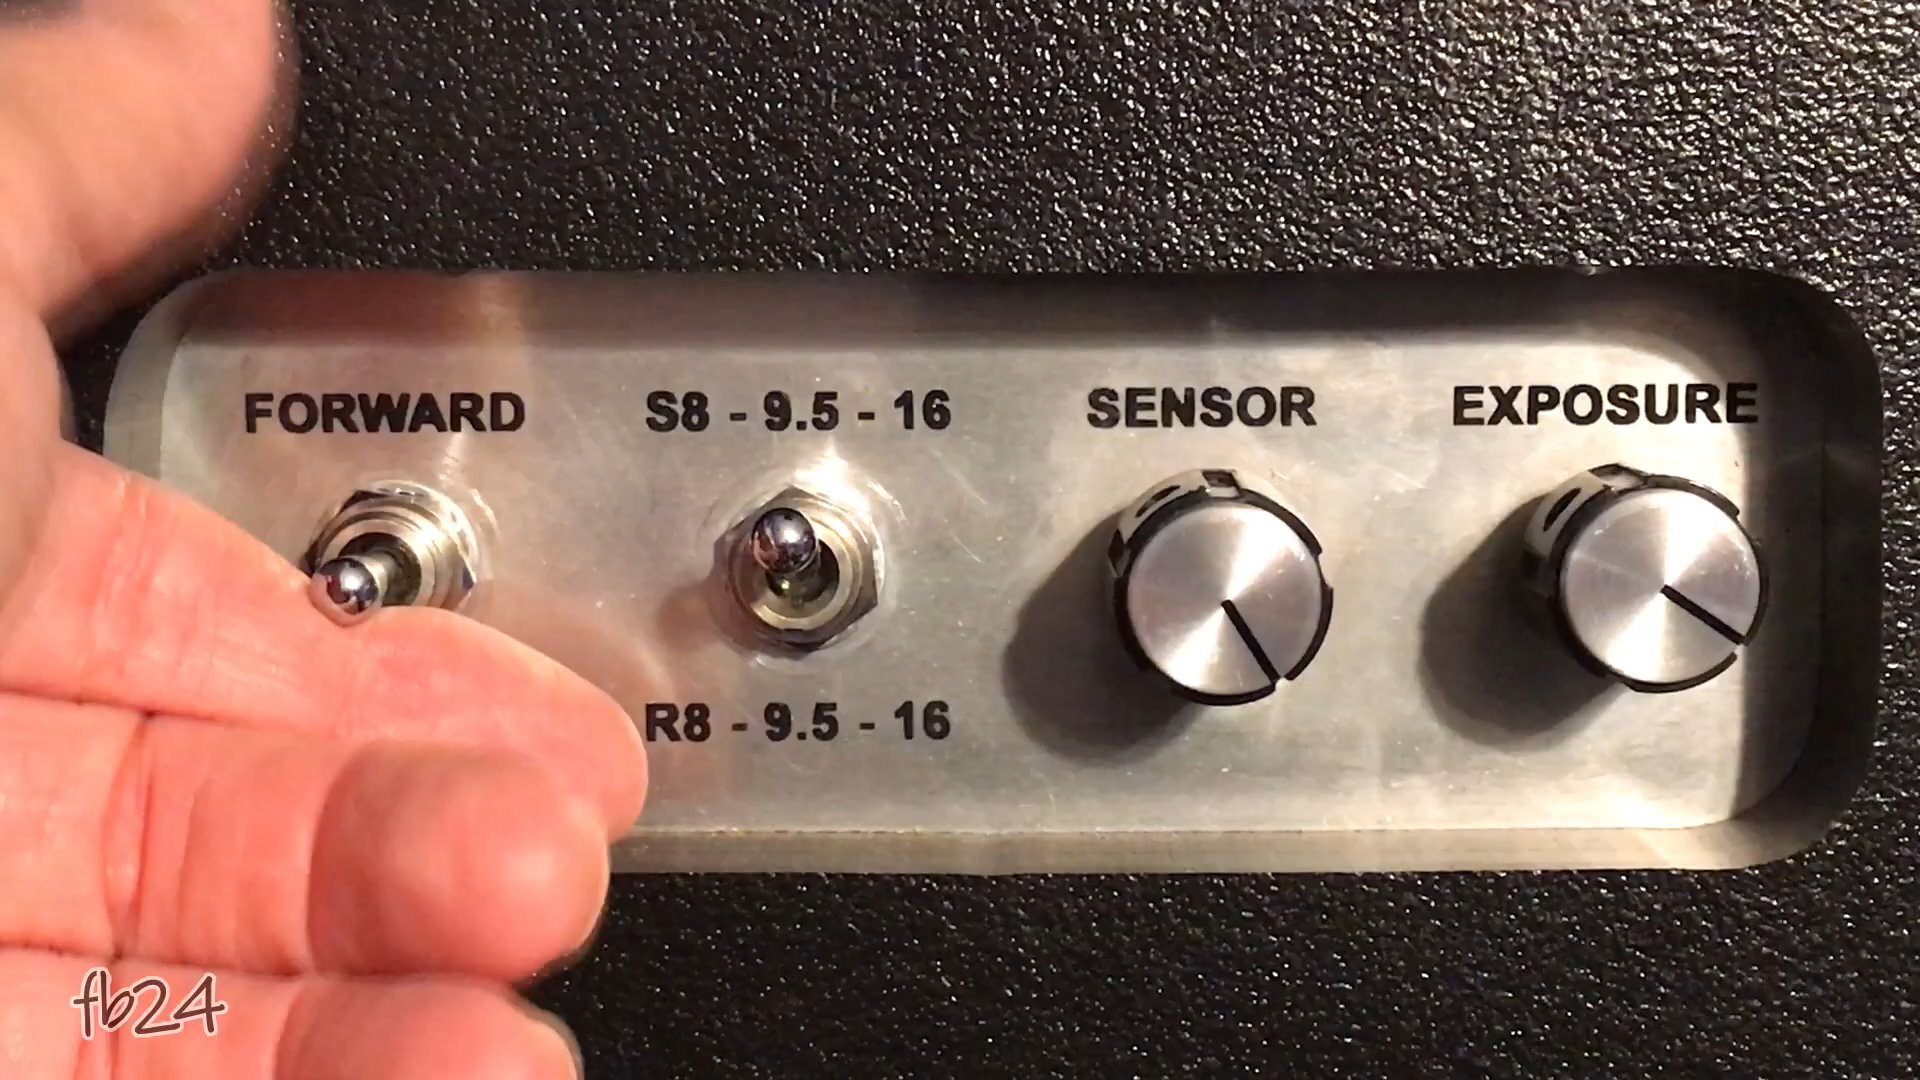 FORWARD
S8 - 9.5 - 16
SENSOR
EXPOSURE
R8 - 9.5 - 16
fb24